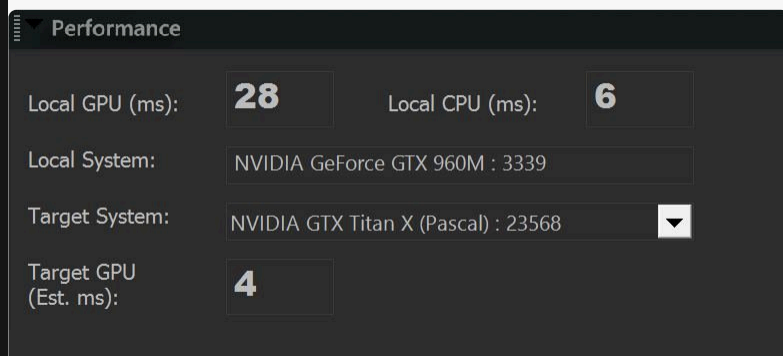 Performance
Local GPU (ms): 28 Local CPU (ms): 6
Local System: NVIDIA GeForce GTX 960M : 3339
Target System: NVIDIA GTX Titan X (Pascal) : 23568
Target GPU
(Est. ms): 4